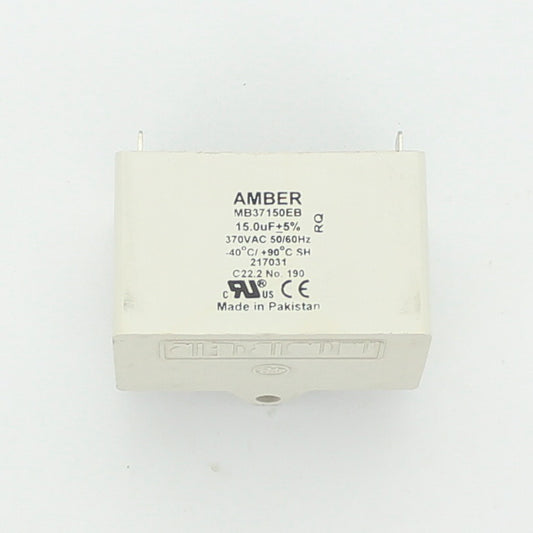 AMBER
MB37150EB
15.0uF±5%
370VAC 50/60Hz
-40°C/ +90°C SH
217031
C22.2 No. 190
c RU® US CE
Made in Pakistan
RQ